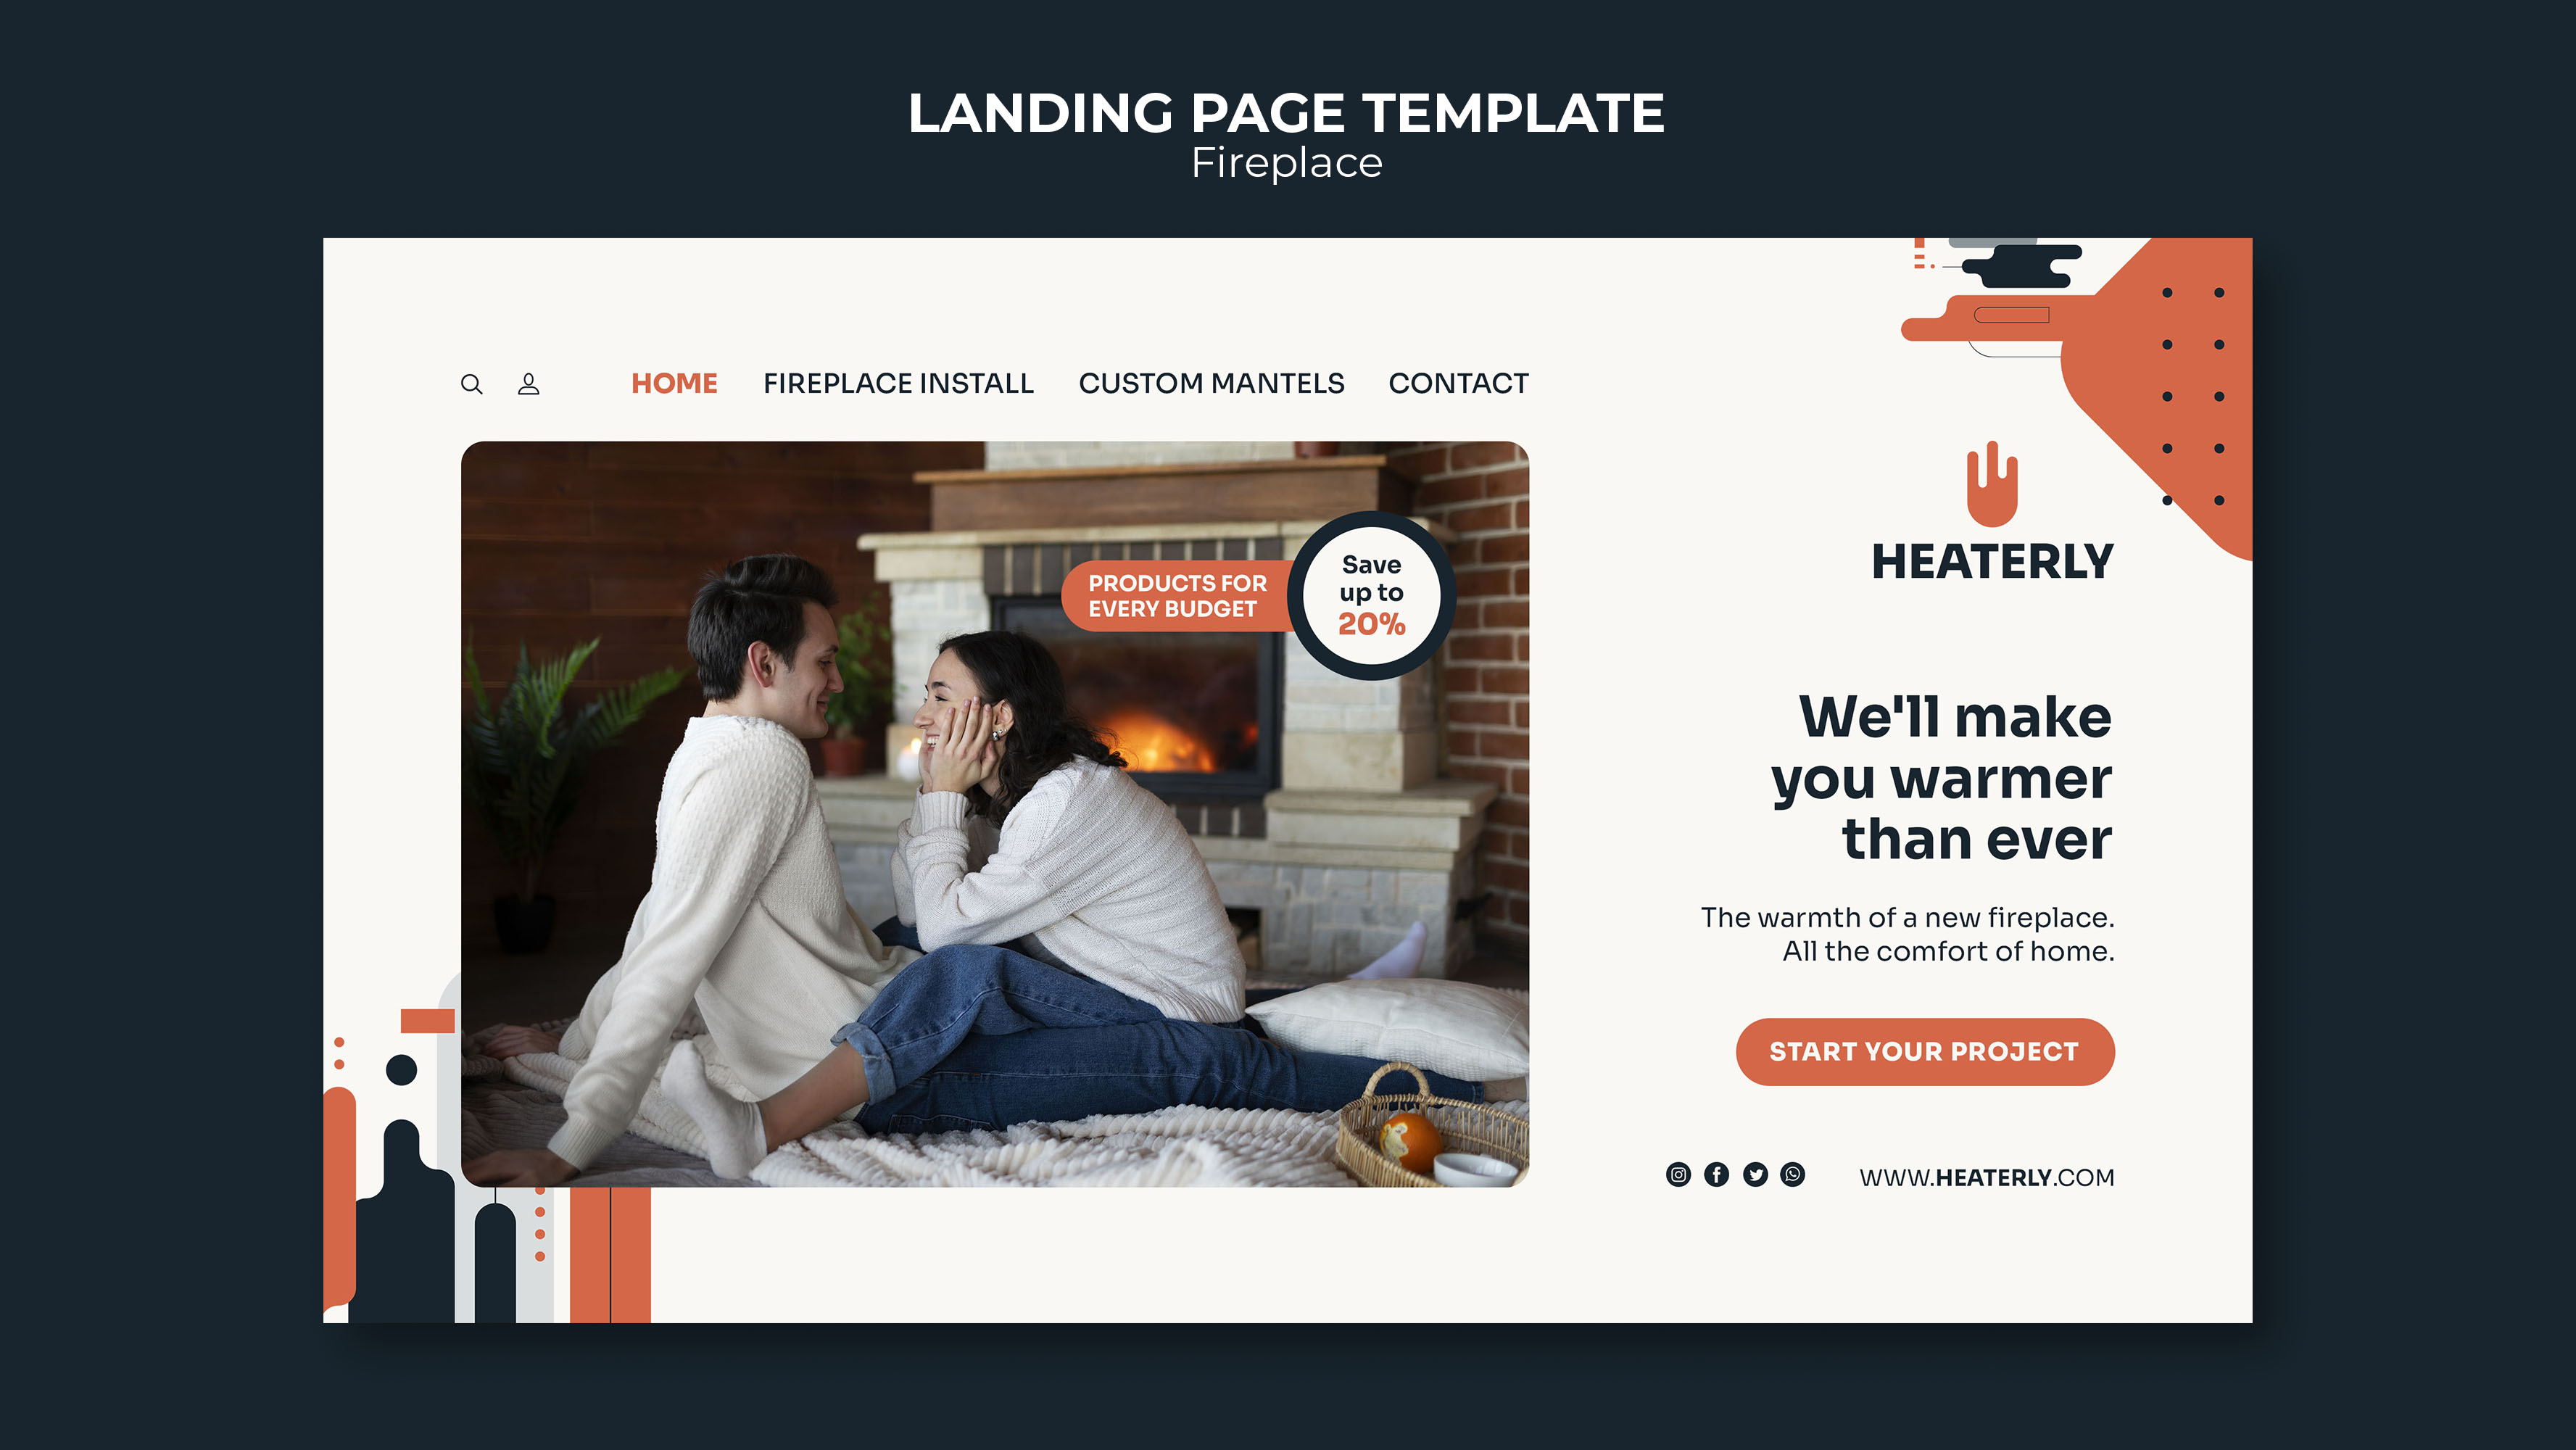 LANDING PAGE TEMPLATE
Fireplace
HOME FIREPLACE INSTALL CUSTOM MANTELS CONTACT
PRODUCTS FOR
EVERY BUDGET
Save
up to
20%
HEATERLY
We'll make
you warmer
than ever
The warmth of a new fireplace.
All the comfort of home.
START YOUR PROJECT
WWW.HEATERLY.COM